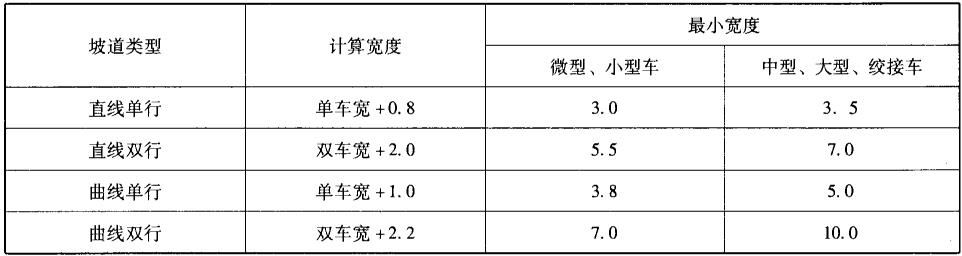 坡道类型 计算宽度 最小宽度
微型、小型车 中型、大型、绞接车
直线单行 单车宽+0.8 3.0 3.5
直线双行 双车宽+2.0 5.5 7.0
曲线单行 单车宽+1.0 3.8 5.0
曲线双行 双车宽+2.2 7.0 10.0